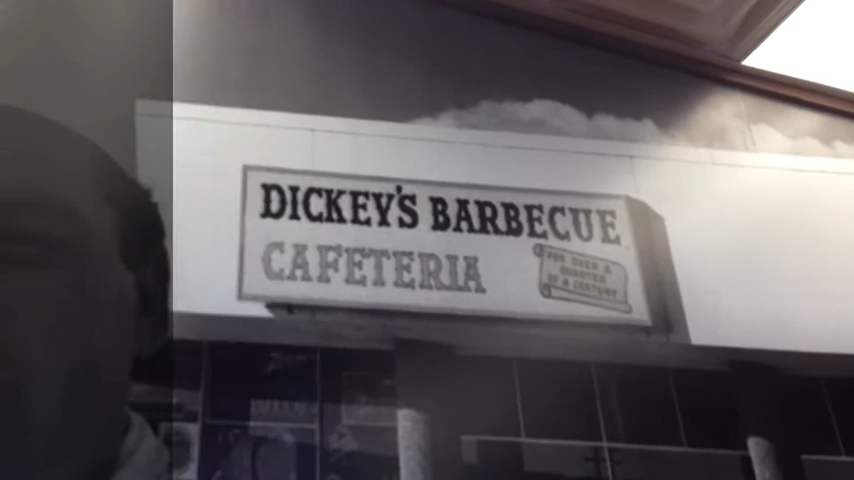 DICKEY'S BARBECUE
CAFETERIA
FOR OVER A
QUARTER
OF A CENTURY